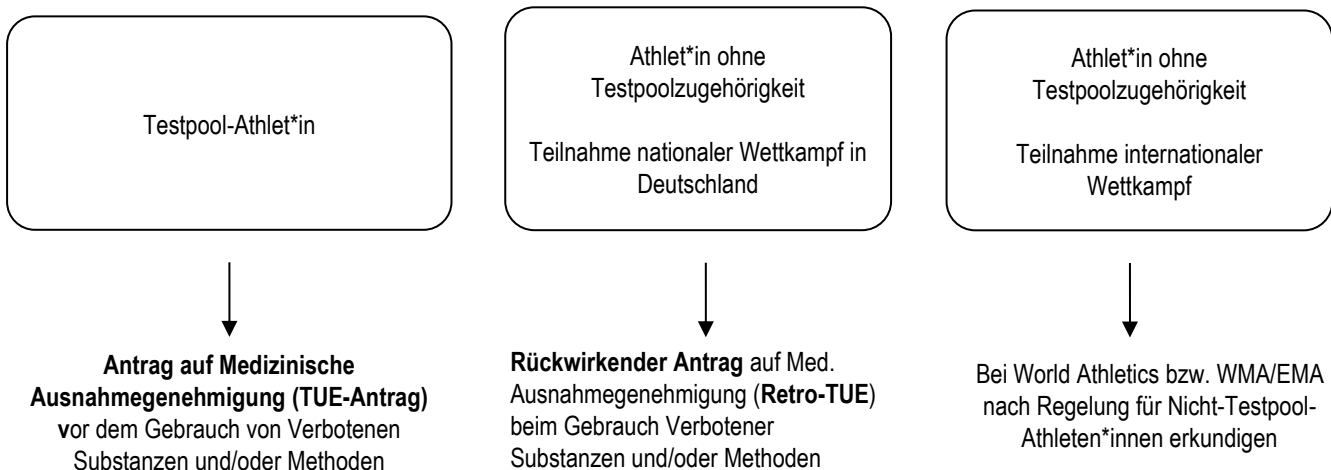 Testpool-Athlet*in
Athlet*in ohne
Testpoolzugehörigkeit
Teilnahme nationaler Wettkampf in
Deutschland
Athlet*in ohne
Testpoolzugehörigkeit
Teilnahme internationaler
Wettkampf
Antrag auf Medizinische
Ausnahmegenehmigung (TUE-Antrag)
vor dem Gebrauch von Verbotenen
Substanzen und/oder Methoden
Rückwirkender Antrag auf Med.
Ausnahmegenehmigung (Retro-TUE)
beim Gebrauch Verbotener
Substanzen und/oder Methoden
Bei World Athletics bzw. WMA/EMA
nach Regelung für Nicht-Testpool-
Athleten*innen erkundigen